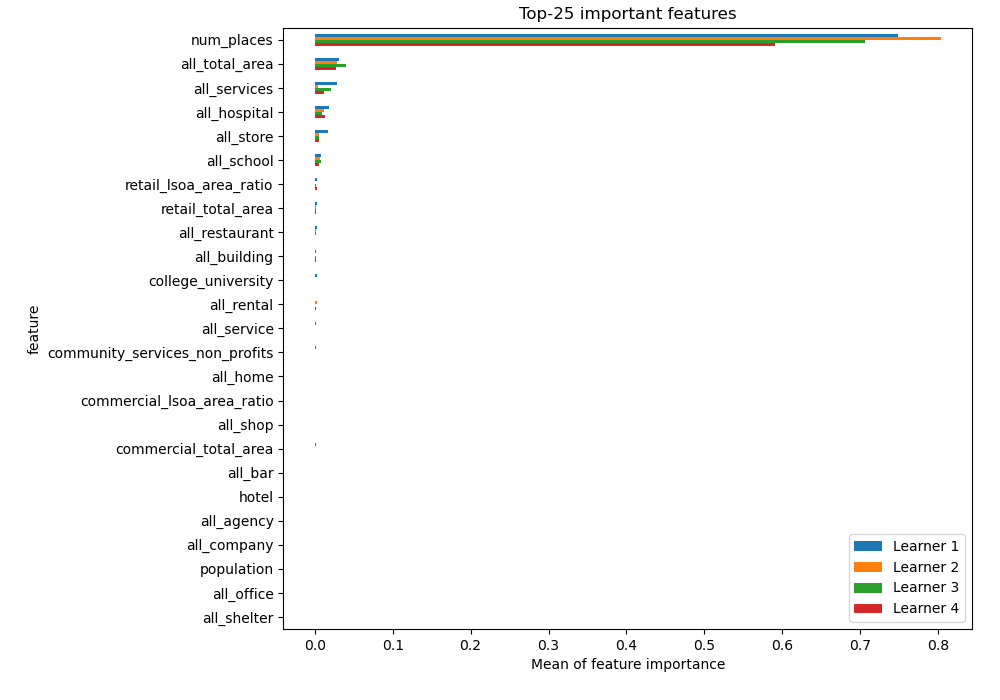 Top-25 important features
num_places
all_total_area
all_services
all_hospital
all_store
all_school
retail_lsoa_area_ratio
retail_total_area
all_restaurant
all_building
college_university
all_rental
all_service
community_services_non_profits
all_home
commercial_lsoa_area_ratio
all_shop
commercial_total_area
all_bar
hotel
all_agency
all_company
population
all_office
all_shelter
feature
Learner 1
Learner 2
Learner 3
Learner 4
0.0 0.1 0.2 0.3 0.4 0.5 0.6 0.7 0.8
Mean of feature importance